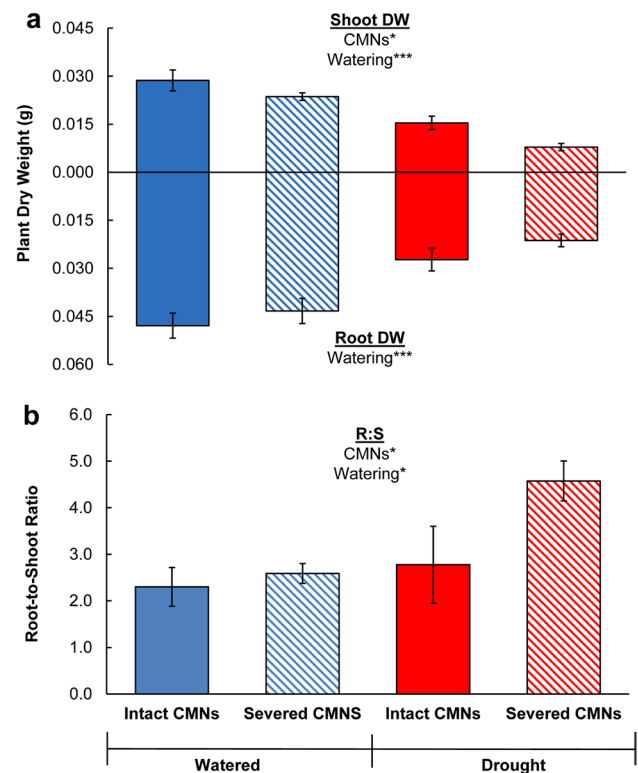 a
Shoot DW
CMNs*
Watering***
Plant Dry Weight (g)
0.045
0.030
0.015
0.000
0.015
0.030
0.045
0.060
Root DW
Watering***
b
R:S
CMNs*
Watering*
Root-to-Shoot Ratio
6.0
5.0
4.0
3.0
2.0
1.0
0.0
Intact CMNs Severed CMNS Intact CMNs Severed CMNs
Watered Drought